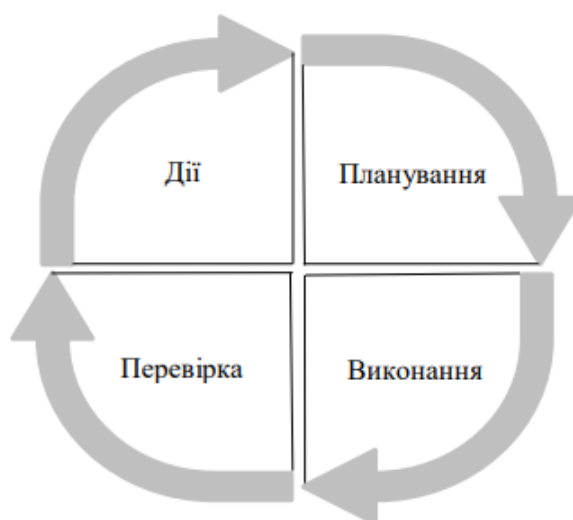 Дії
Планування
Перевірка
Виконання